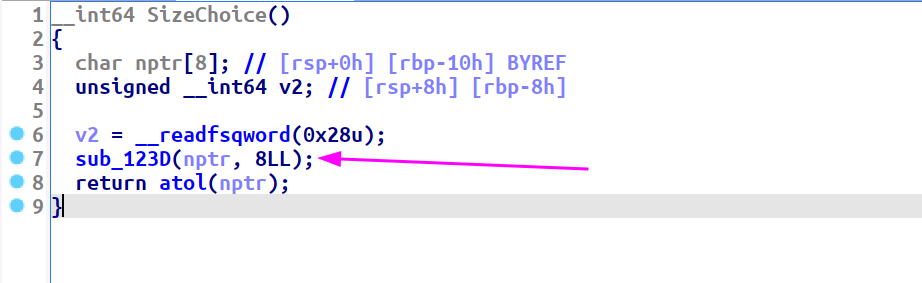 1 __int64 SizeChoice()
2 {
3 char nptr[8]; // [rsp+0h] [rbp-10h] BYREF
4 unsigned __int64 v2; // [rsp+8h] [rbp-8h]
5
6 v2 = __readfsqword(0x28u);
7 sub_123D(nptr, 8LL);
8 return atol(nptr);
9 }